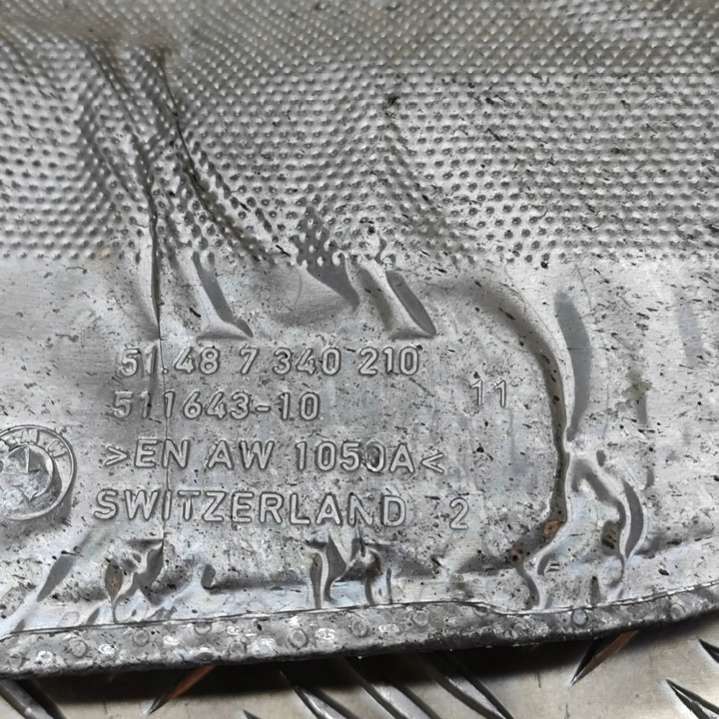 51.48 7 340 210
511643-10
11
>EN AW 1050A<
SWITZERLAND 2